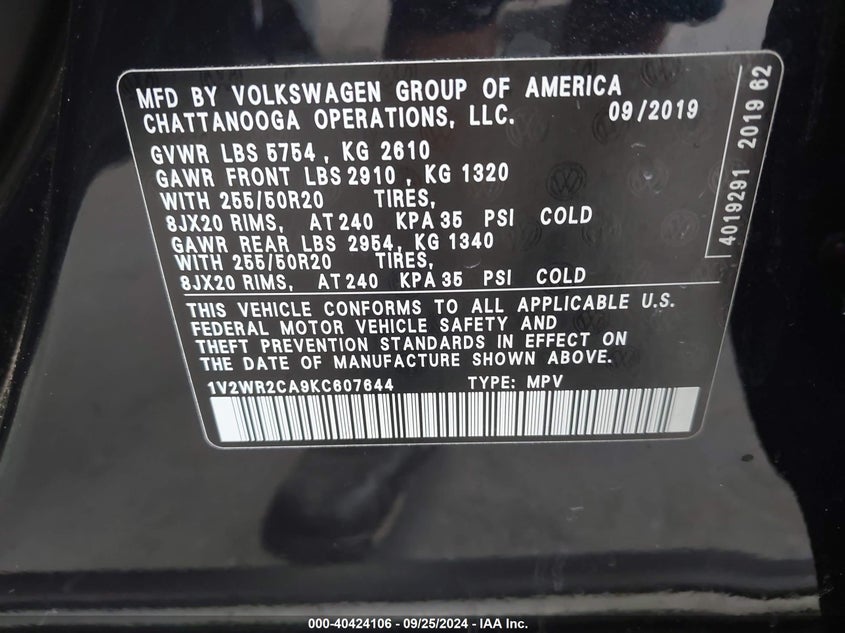 MFD BY VOLKSWAGEN GROUP OF AMERICA
CHATTANOOGA OPERATIONS, LLC. 09/2019
GVWR LBS 5754 , KG 2610
GAWR FRONT LBS 2910 , KG 1320
WITH 255/50R20 TIRES,
8JX20 RIMS, AT 240 KPA 35 PSI COLD
GAWR REAR LBS 2954, KG 1340
WITH 255/50R20 TIRES,
8JX20 RIMS, AT 240 KPA 35 PSI COLD
THIS VEHICLE CONFORMS TO ALL APPLICABLE U.S.
FEDERAL MOTOR VEHICLE SAFETY AND
THEFT PREVENTION STANDARDS IN EFFECT ON
THE DATE OF MANUFACTURE SHOWN ABOVE.
1V2WR2CA9KC607644 TYPE: MPV
4019291 2019 62
000-40424106 - 09/25/2024 - IAA Inc.